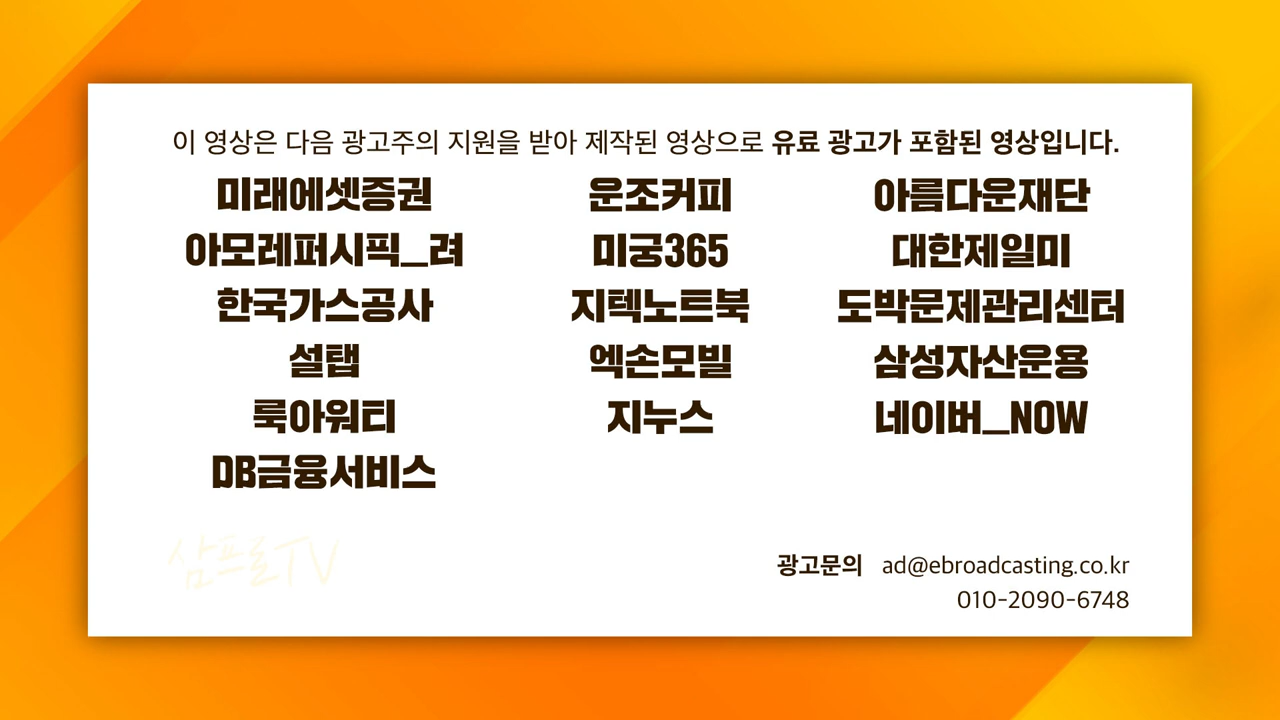 이 영상은 다음 광고주의 지원을 받아 제작된 영상으로 유료 광고가 포함된 영상입니다.
미래에셋증권 운조커피 아름다운재단
아모레퍼시픽_려 미궁365 대한제일미
한국가스공사 지텍노트북 도박문제관리센터
설탭 엑손모빌 삼성자산운용
룩아워티 지누스 네이버_NOW
DB금융서비스
삼프로TV
광고문의 ad@ebroadcasting.co.kr
010-2090-6748